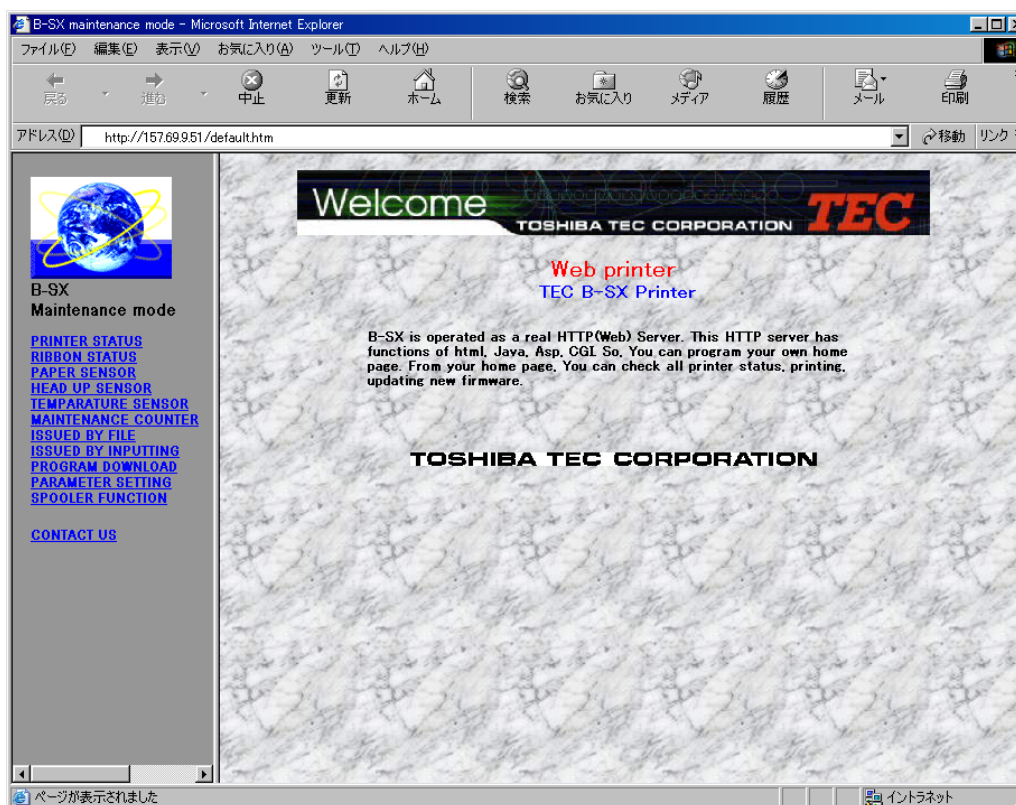 B-SX maintenance mode - Microsoft Internet Explorer
ファイル(F) 編集(E) 表示(V) お気に入り(A) ツール(T) ヘルプ(H)
戻る 進む 中止 更新 ホーム 検索 お気に入り メディア 履歴 メール 印刷
アドレス(D) http://157.69.9.51/default.htm 移動 リンク
Welcome
TOSHIBA TEC CORPORATION
TEC
Web printer
TEC B-SX Printer
B-SX
Maintenance mode
PRINTER STATUS
RIBBON STATUS
PAPER SENSOR
HEAD UP SENSOR
TEMPARATURE SENSOR
MAINTENANCE COUNTER
ISSUED BY FILE
ISSUED BY INPUTTING
PROGRAM DOWNLOAD
PARAMETER SETTING
SPOOLER FUNCTION
CONTACT US
B-SX is operated as a real HTTP(Web) Server. This HTTP server has
functions of html, Java, Asp, CGI. So, You can program your own home
page. From your home page, You can check all printer status, printing,
updating new firmware.
TOSHIBA TEC CORPORATION
ページが表示されました
イントラネット